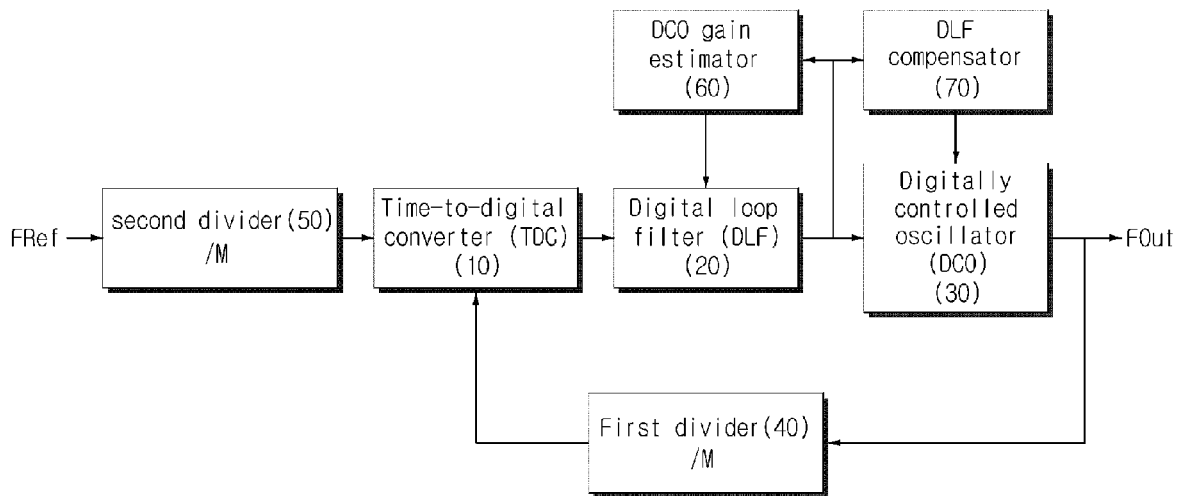 DCO gain
estimator
(60)
DLF
compensator
(70)
FRef
second divider(50)
/M
Time-to-digital
converter (TDC)
(10)
Digital loop
filter (DLF)
(20)
Digitally
controlled
oscillator
(DCO)
(30)
FOut
First divider(40)
/M